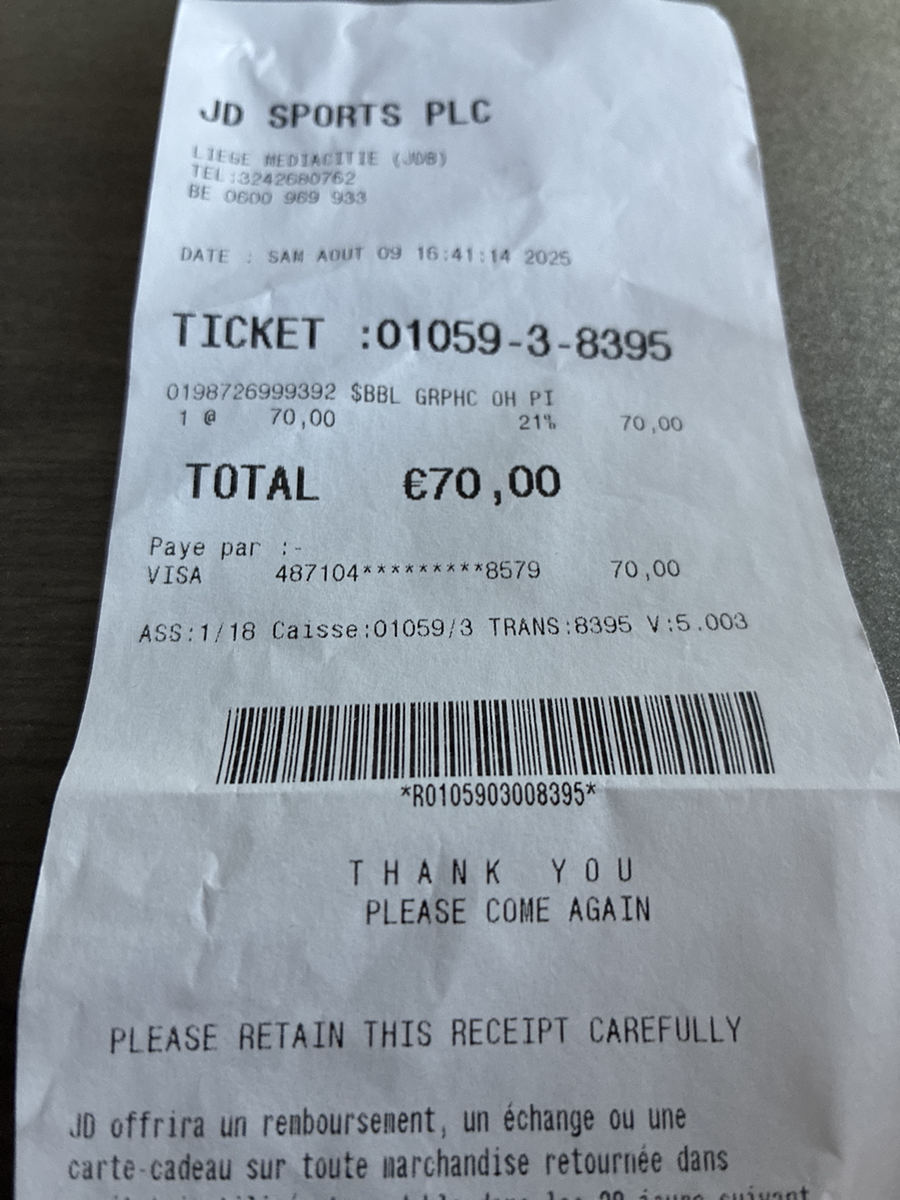 JD SPORTS PLC
LIEGE MEDIACITIE (JDB)
TEL:3242680762
BE 0600 969 933
DATE : SAM AOUT 09 16:41:14 2025
TICKET :01059-3-8395
0198726999392 $BBL GRPHC OH PI
1 @ 70,00 21% 70,00
TOTAL €70,00
Paye par :-
VISA 487104*********8579 70,00
ASS:1/18 Caisse:01059/3 TRANS:8395 V:5.003
*R0105903008395*
THANK YOU
PLEASE COME AGAIN
PLEASE RETAIN THIS RECEIPT CAREFULLY
JD offrira un remboursement, un échange ou une
carte-cadeau sur toute marchandise retournée dans